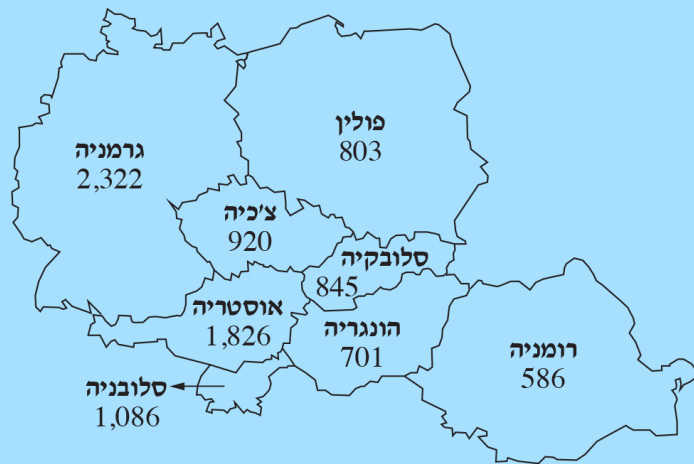 פולין
803
גרמניה
2,322
צ'כיה
920
סלובקיה
845
אוסטריה
1,826
הונגריה
701
רומניה
586
סלובניה
1,086